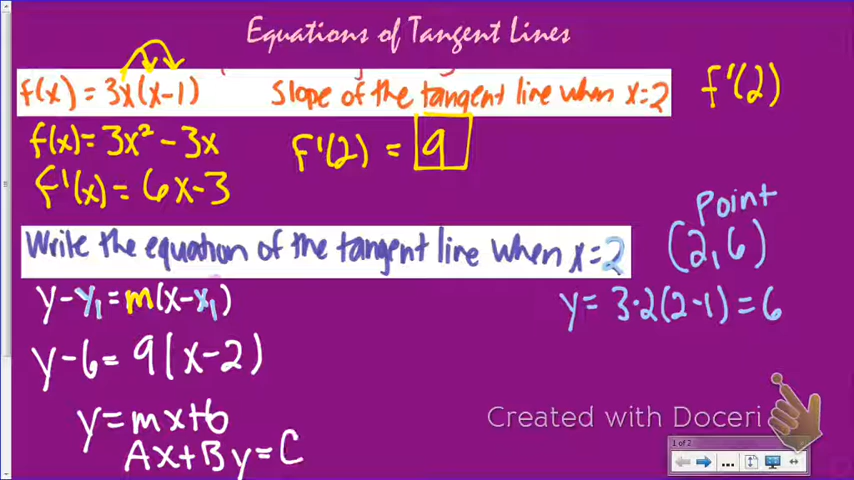 Equations of Tangent Lines
f(x) = 3x(x-1) Slope of the tangent line when x=2 f'(2)
f(x) = 3x² - 3x f'(2) = 9
f'(x) = 6x-3
Point
Write the equation of the tangent line when x=2 (2,6)
y-y₁=m(x-x₁) y= 3·2(2-1) = 6
y-6= 9(x-2)
y=mx+b
Ax+By=C
Created with Doceri
1 of 2